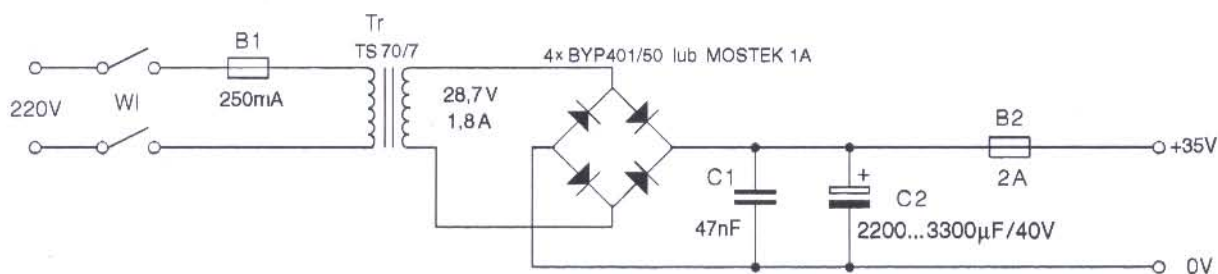 Tr
TS 70/7
B1
250mA
220V
WI
28,7V
1,8A
4x BYP401/50 lub MOSTEK 1A
B2
2A
+35V
C1
47nF
+
C2
2200...3300µF/40V
0V